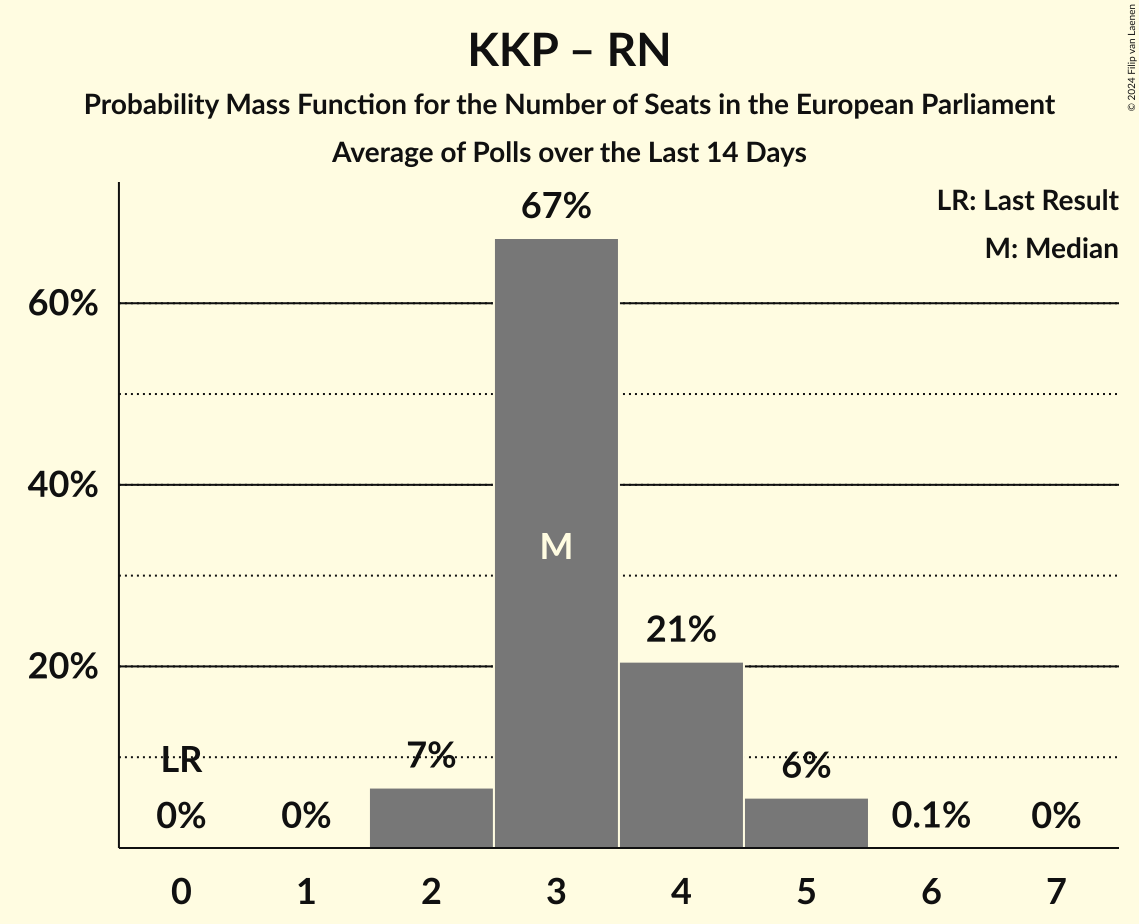 KKP – RN
Probability Mass Function for the Number of Seats in the European Parliament
Average of Polls over the Last 14 Days
© 2024 Filip van Laenen
LR: Last Result
M: Median
67%
60%
40%
M
21%
20%
LR
7%
6%
0%
0%
0.1%
0%
0 1 2 3 4 5 6 7